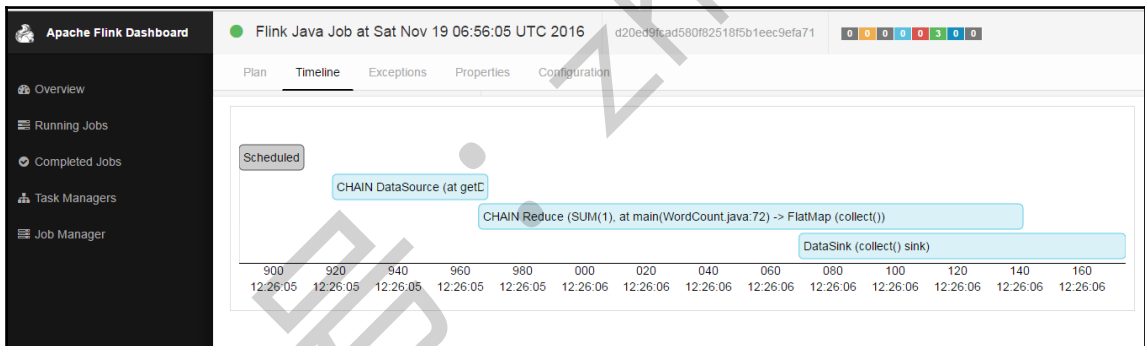 Apache Flink Dashboard
Flink Java Job at Sat Nov 19 06:56:05 UTC 2016
d20ed9fcad580f82518f5b1eec9efa71
0 0 0 0 0 3 0 0
Plan Timeline Exceptions Properties Configuration
Overview
Running Jobs
Completed Jobs
Task Managers
Job Manager
Scheduled
CHAIN DataSource (at getD
CHAIN Reduce (SUM(1), at main(WordCount.java:72) -> FlatMap (collect())
DataSink (collect() sink)
900 920 940 960 980 000 020 040 060 080 100 120 140 160
12:26:05 12:26:05 12:26:05 12:26:05 12:26:05 12:26:06 12:26:06 12:26:06 12:26:06 12:26:06 12:26:06 12:26:06 12:26:06 12:26:06